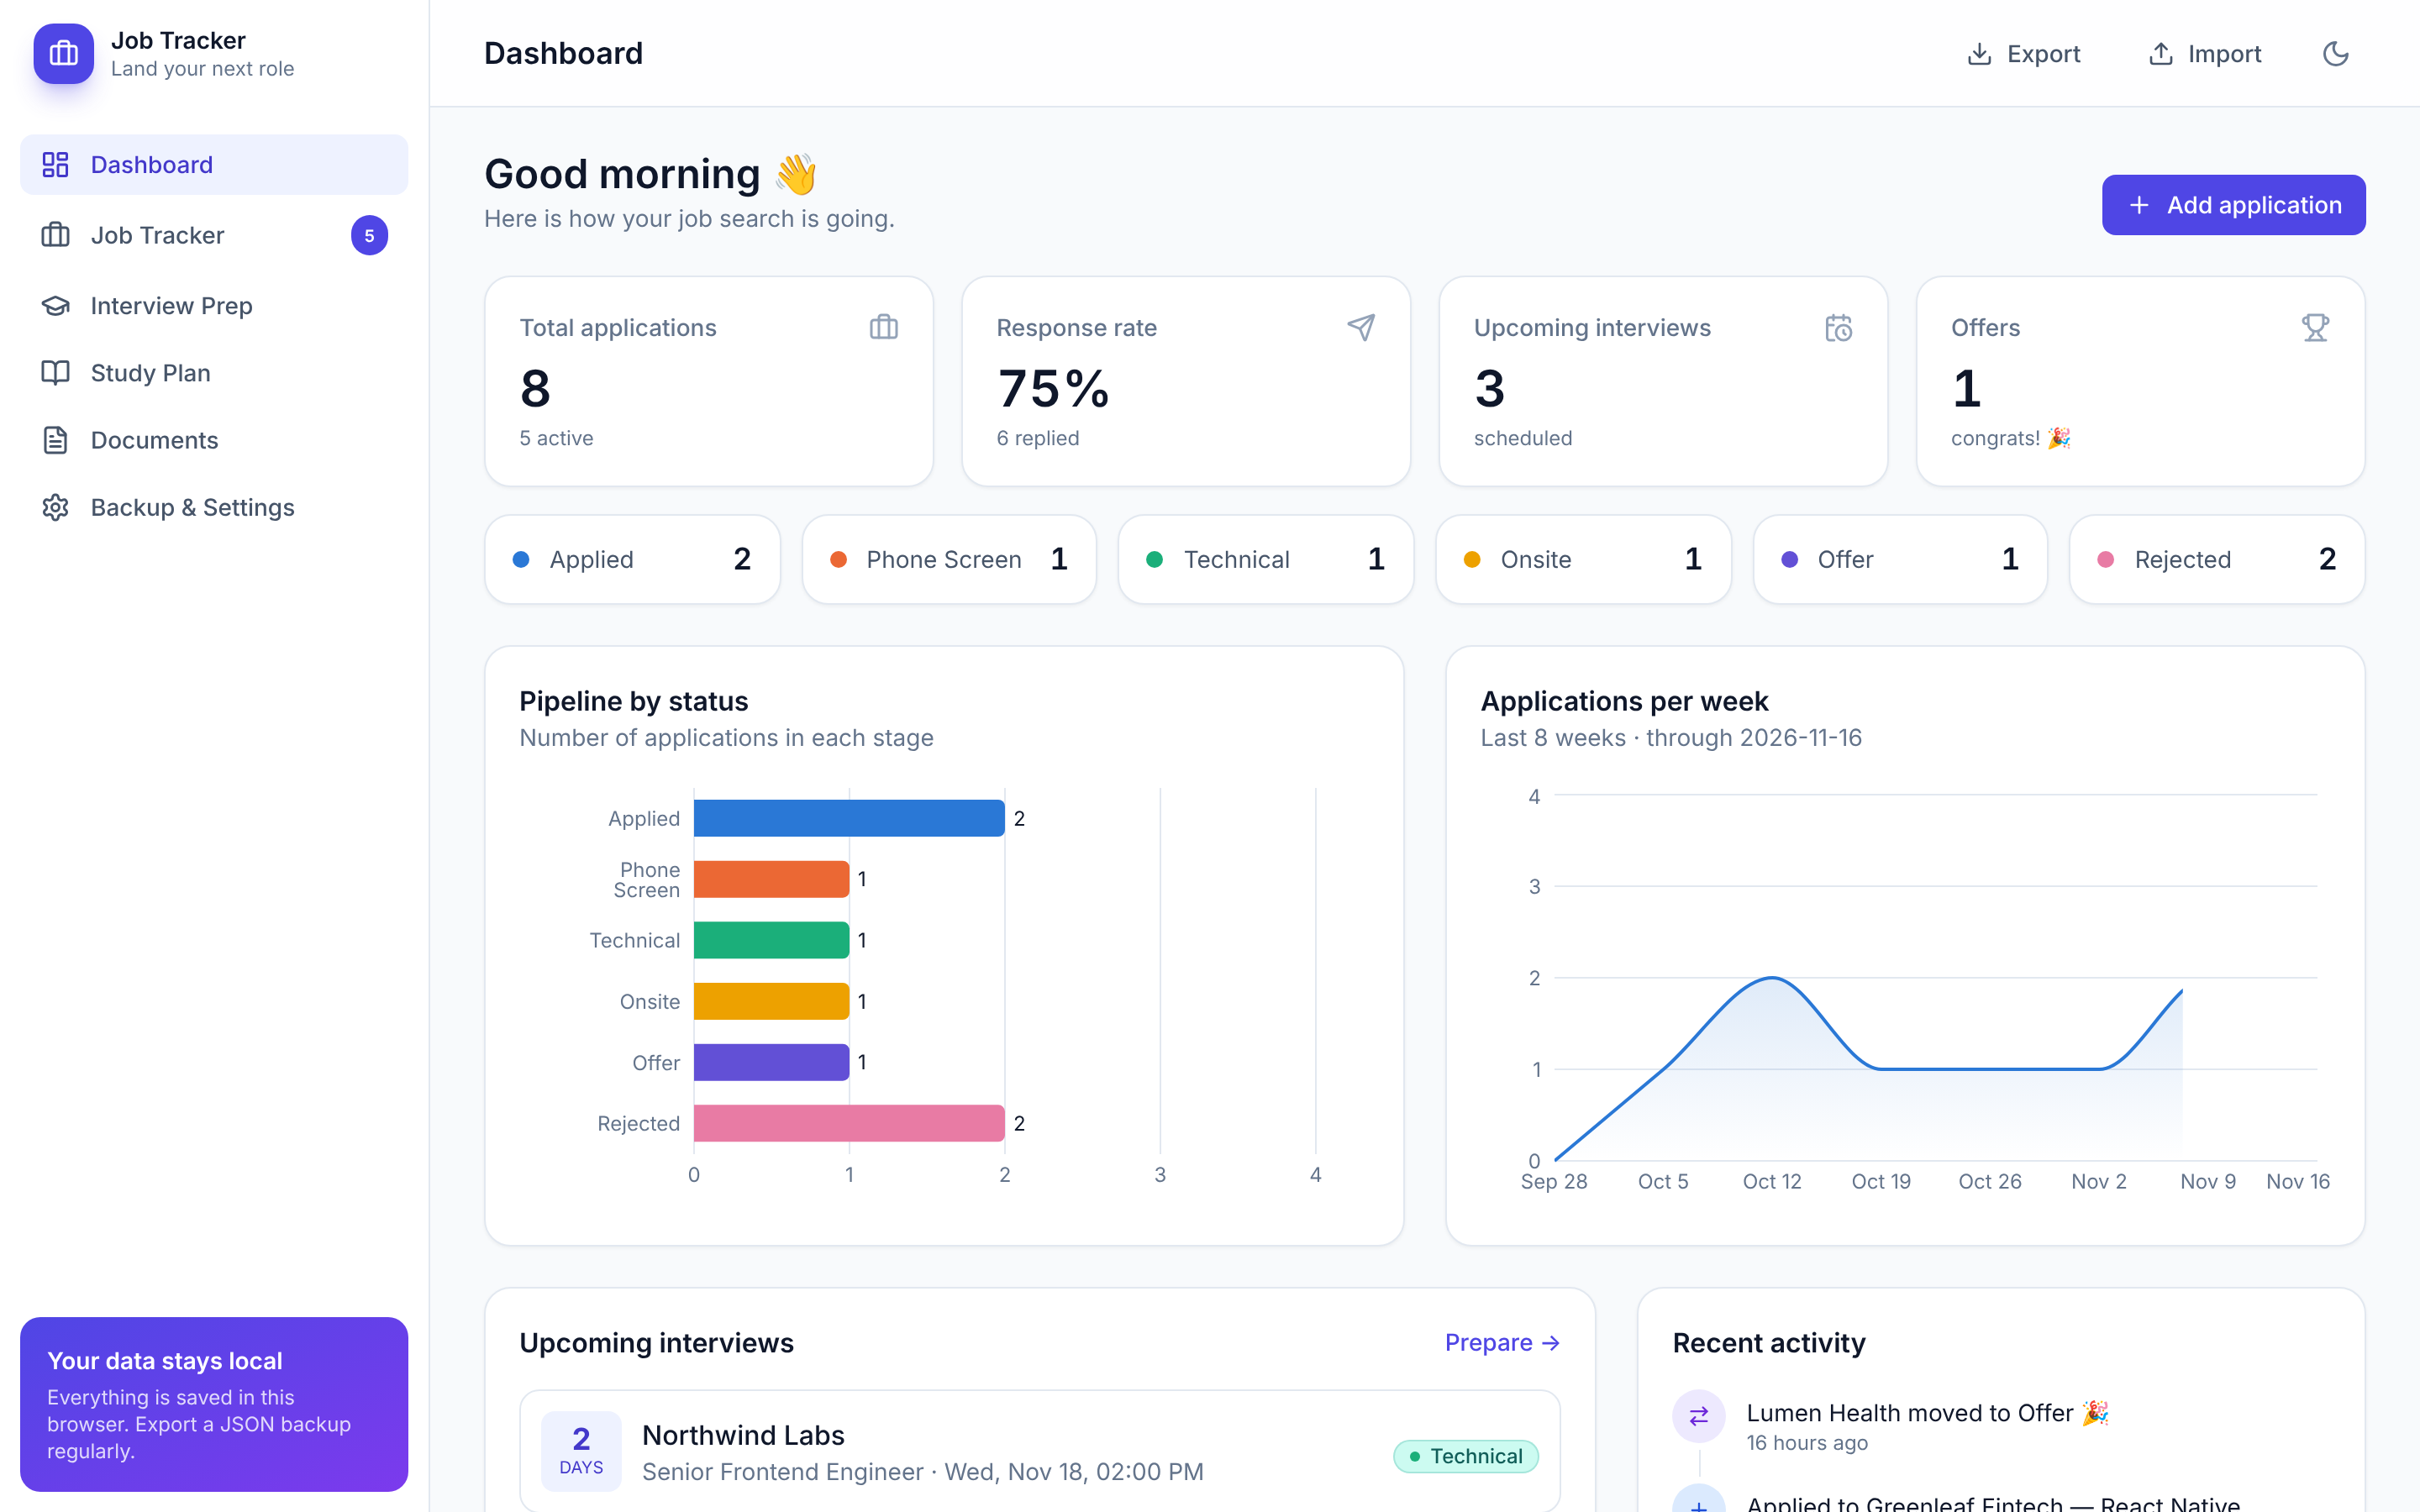 Job Tracker
Land your next role
Dashboard
Job Tracker
5
Interview Prep
Study Plan
Documents
Backup & Settings
Your data stays local
Everything is saved in this
browser. Export a JSON backup
regularly.
Dashboard
Export
Import
Good morning 👋
Here is how your job search is going.
Add application
Total applications
8
5 active
Response rate
75%
6 replied
Upcoming interviews
3
scheduled
Offers
1
congrats! 🎉
Applied 2
Phone Screen 1
Technical 1
Onsite 1
Offer 1
Rejected 2
Pipeline by status
Number of applications in each stage
Applied 2
Phone
Screen
1
Technical 1
Onsite 1
Offer 1
Rejected 2
0 1 2 3 4
Applications per week
Last 8 weeks · through 2026-11-16
4
3
2
1
0
Sep 28 Oct 5 Oct 12 Oct 19 Oct 26 Nov 2 Nov 9 Nov 16
Upcoming interviews
Prepare →
2
DAYS
Northwind Labs
Senior Frontend Engineer · Wed, Nov 18, 02:00 PM
Technical
Recent activity
Lumen Health moved to Offer 🎉
16 hours ago
Applied to Greenleaf Fintech — React Native